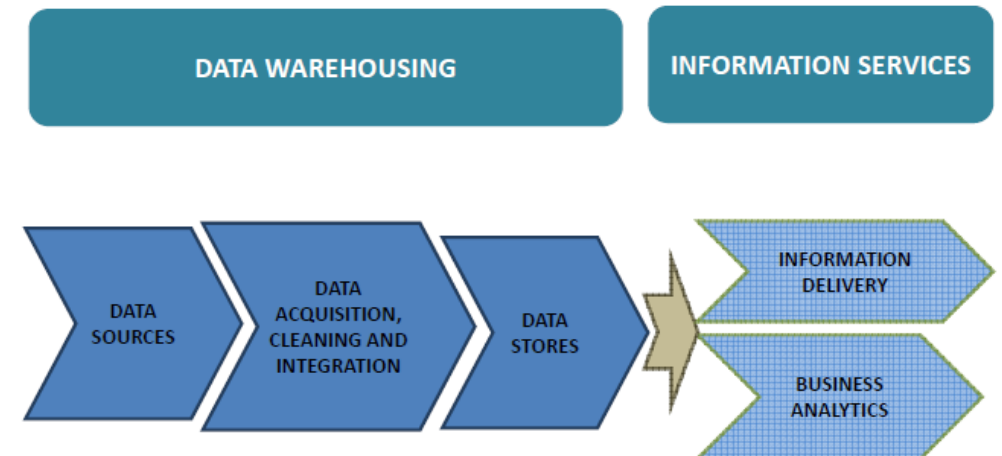 DATA WAREHOUSING
INFORMATION SERVICES
DATA
SOURCES
DATA
ACQUISITION,
CLEANING AND
INTEGRATION
DATA
STORES
INFORMATION
DELIVERY
BUSINESS
ANALYTICS